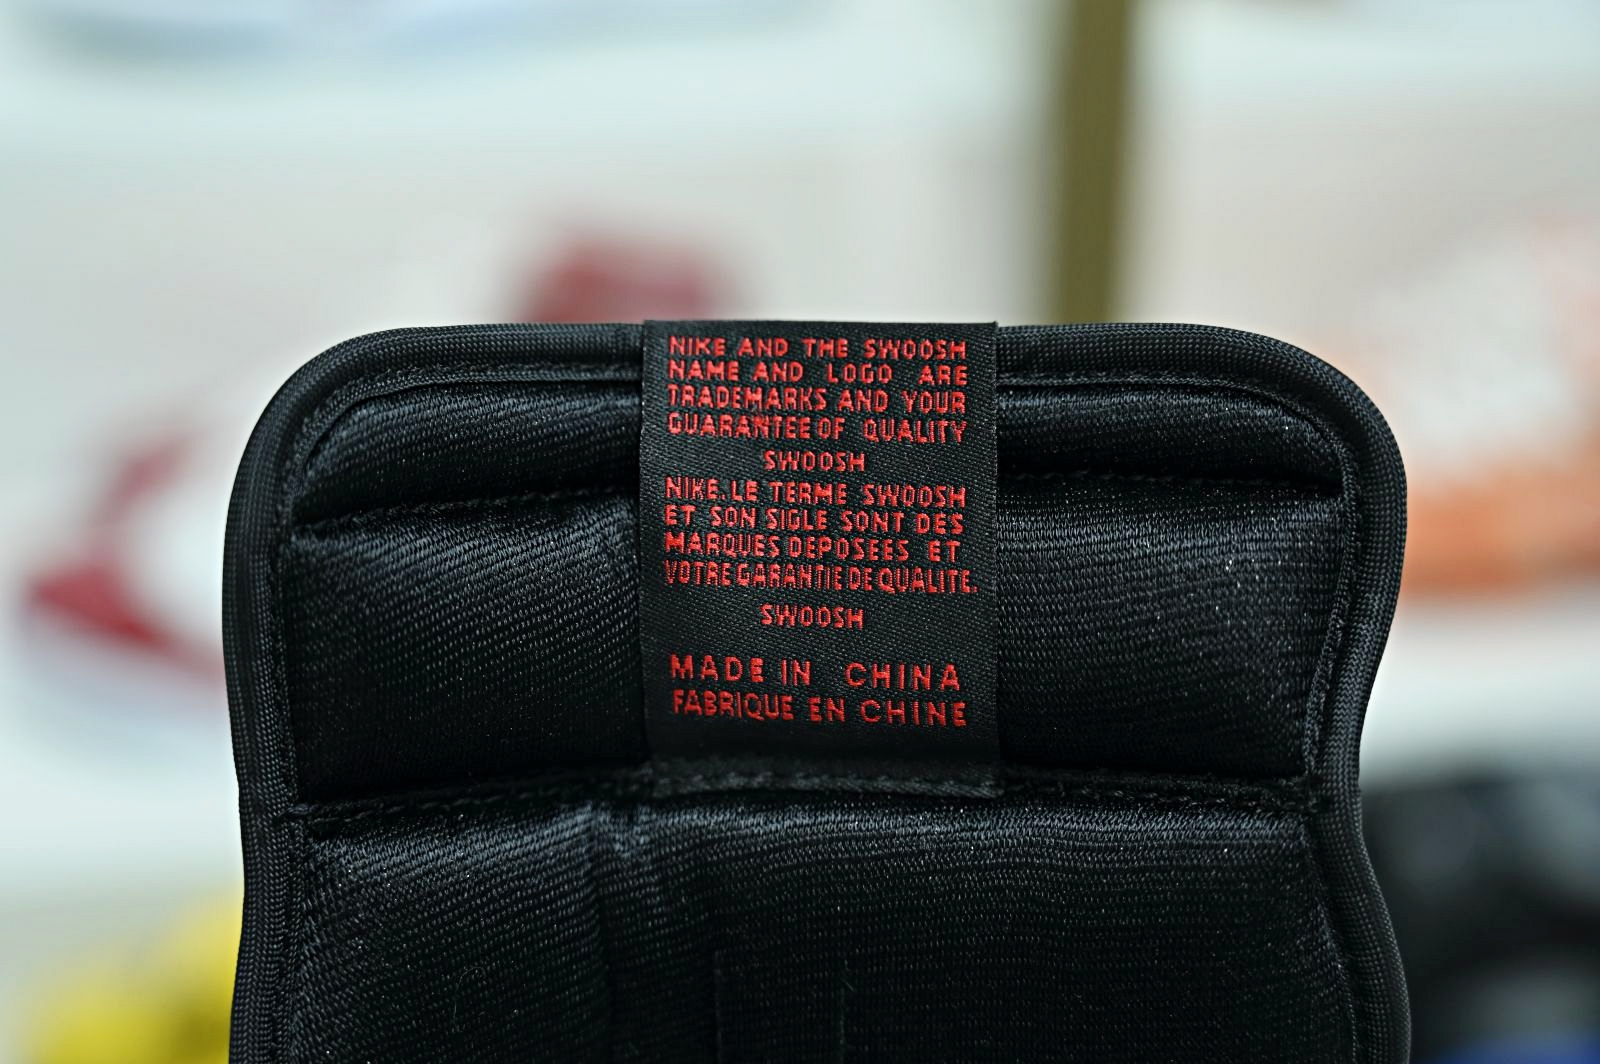 NIKE AND THE SWOOSH
NAME AND LOGO ARE
TRADEMARKS AND YOUR
GUARANTEE OF QUALITY
SWOOSH
NIKE. LE TERME SWOOSH
ET SON SIGLE SONT DES
MARQUES DEPOSEES ET
VOTRE GARANTIE DE QUALITE.
SWOOSH
MADE IN CHINA
FABRIQUE EN CHINE